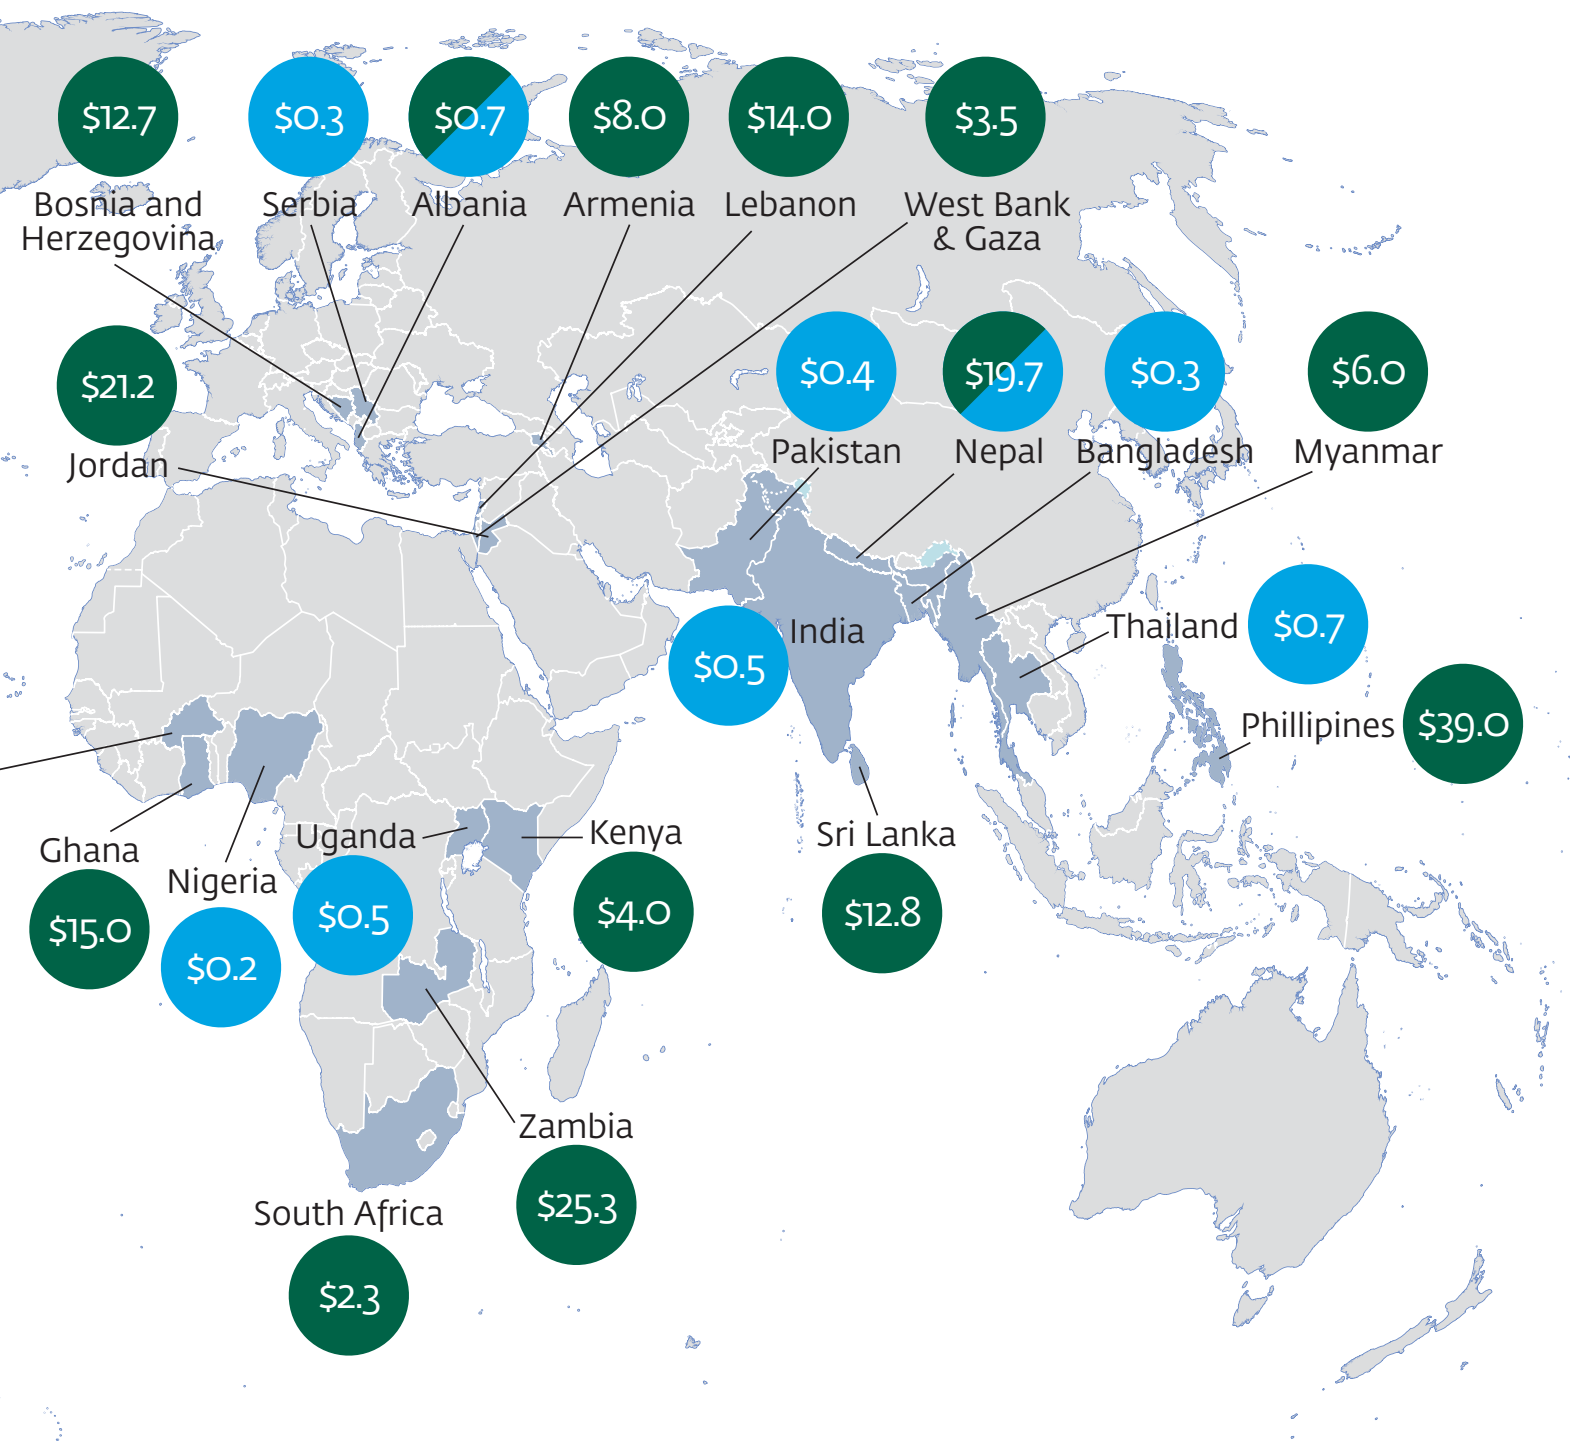 $12.7
$0.3
$0.7
$8.0
$14.0
$3.5
Bosnia and
Herzegovina
Serbia
Albania
Armenia
Lebanon
West Bank
& Gaza
$21.2
Jordan
$0.4
$19.7
$0.3
$6.0
Pakistan
Nepal
Bangladesh
Myanmar
$0.5
India
Thailand
$0.7
Phillipines
$39.0
Ghana
$15.0
Nigeria
$0.2
Uganda
$0.5
Kenya
$4.0
Sri Lanka
$12.8
Zambia
$25.3
South Africa
$2.3